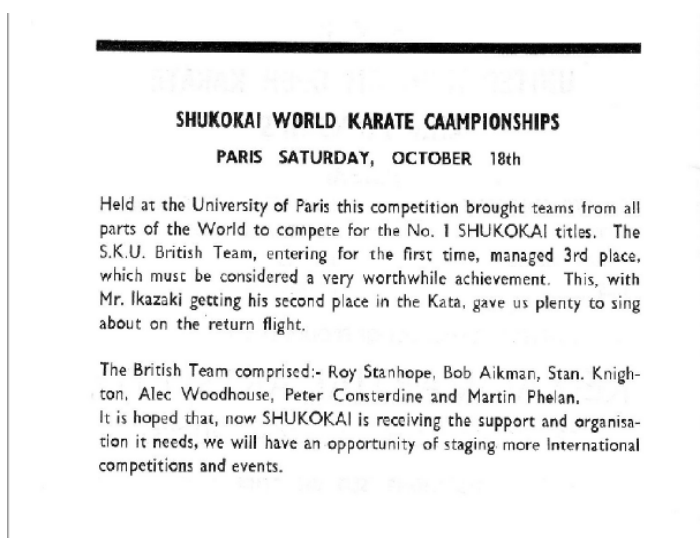 SHUKOKAI WORLD KARATE CAAMPIONSHIPS
PARIS SATURDAY, OCTOBER 18th
Held at the University of Paris this competition brought teams from all
parts of the World to compete for the No. 1 SHUKOKAI titles. The
S.K.U. British Team, entering for the first time, managed 3rd place,
which must be considered a very worthwhile achievement. This, with
Mr. Ikazaki getting his second place in the Kata, gave us plenty to sing
about on the return flight.
The British Team comprised:- Roy Stanhope, Bob Aikman, Stan. Knigh-
ton, Alec Woodhouse, Peter Consterdine and Martin Phelan.
It is hoped that, now SHUKOKAI is receiving the support and organisa-
tion it needs, we will have an opportunity of staging more International
competitions and events.